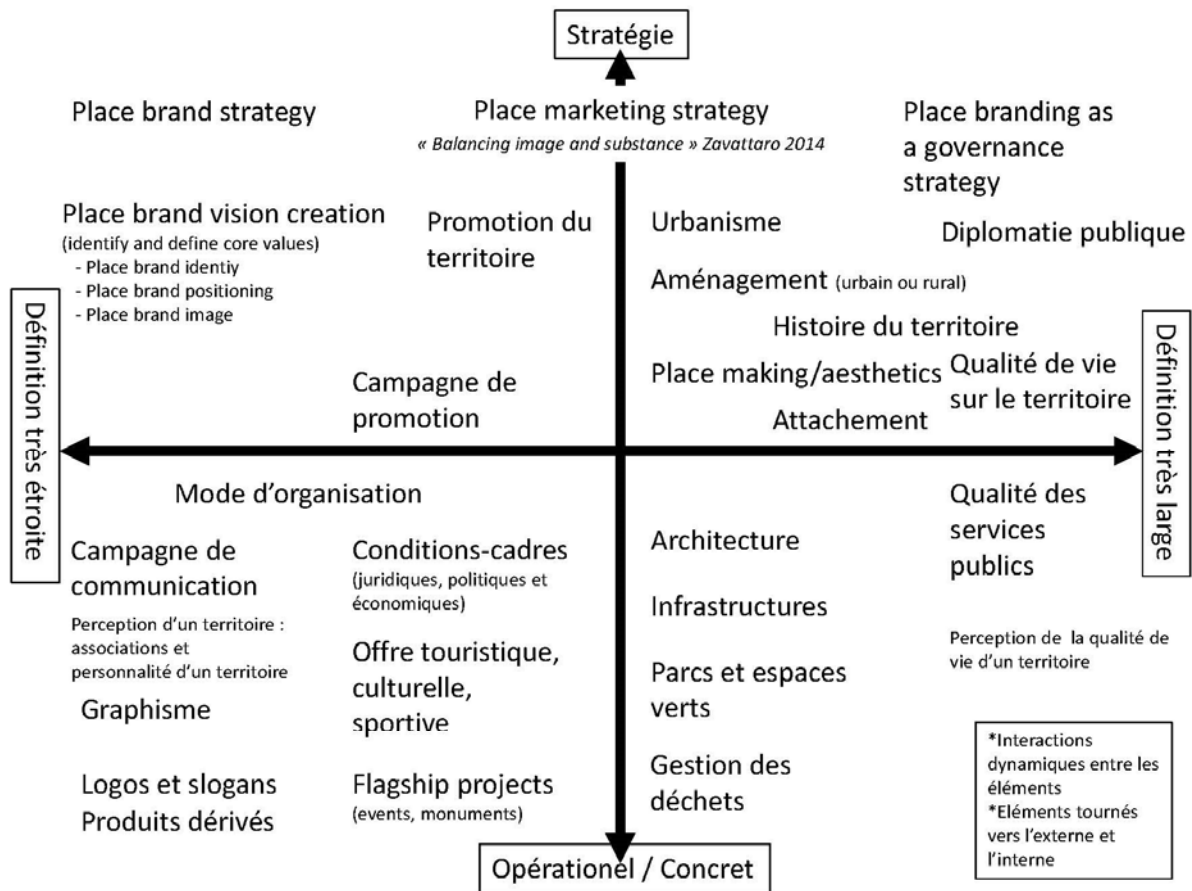 Stratégie
Place brand strategy
Place marketing strategy
« Balancing image and substance » Zavattaro 2014
Place branding as
a governance
strategy
Place brand vision creation
(identify and define core values)
- Place brand identiy
- Place brand positioning
- Place brand image
Promotion du
territoire
Urbanisme
Diplomatie publique
Aménagement (urbain ou rural)
Histoire du territoire
Place making/aesthetics
Qualité de vie
sur le territoire
Attachement
Campagne de
promotion
Définition très étroite
Définition très large
Mode d'organisation
Campagne de
communication
Perception d'un territoire :
associations et
personnalité d'un territoire
Graphisme
Logos et slogans
Produits dérivés
Conditions-cadres
(juridiques, politiques et
économiques)
Offre touristique,
culturelle,
sportive
Flagship projects
(events, monuments)
Architecture
Infrastructures
Parcs et espaces
verts
Gestion des
déchets
Qualité des
services
publics
Perception de la qualité de
vie d'un territoire
*Interactions
dynamiques entre les
éléments
*Eléments tournés
vers l'externe et
l'interne
Opérationel / Concret